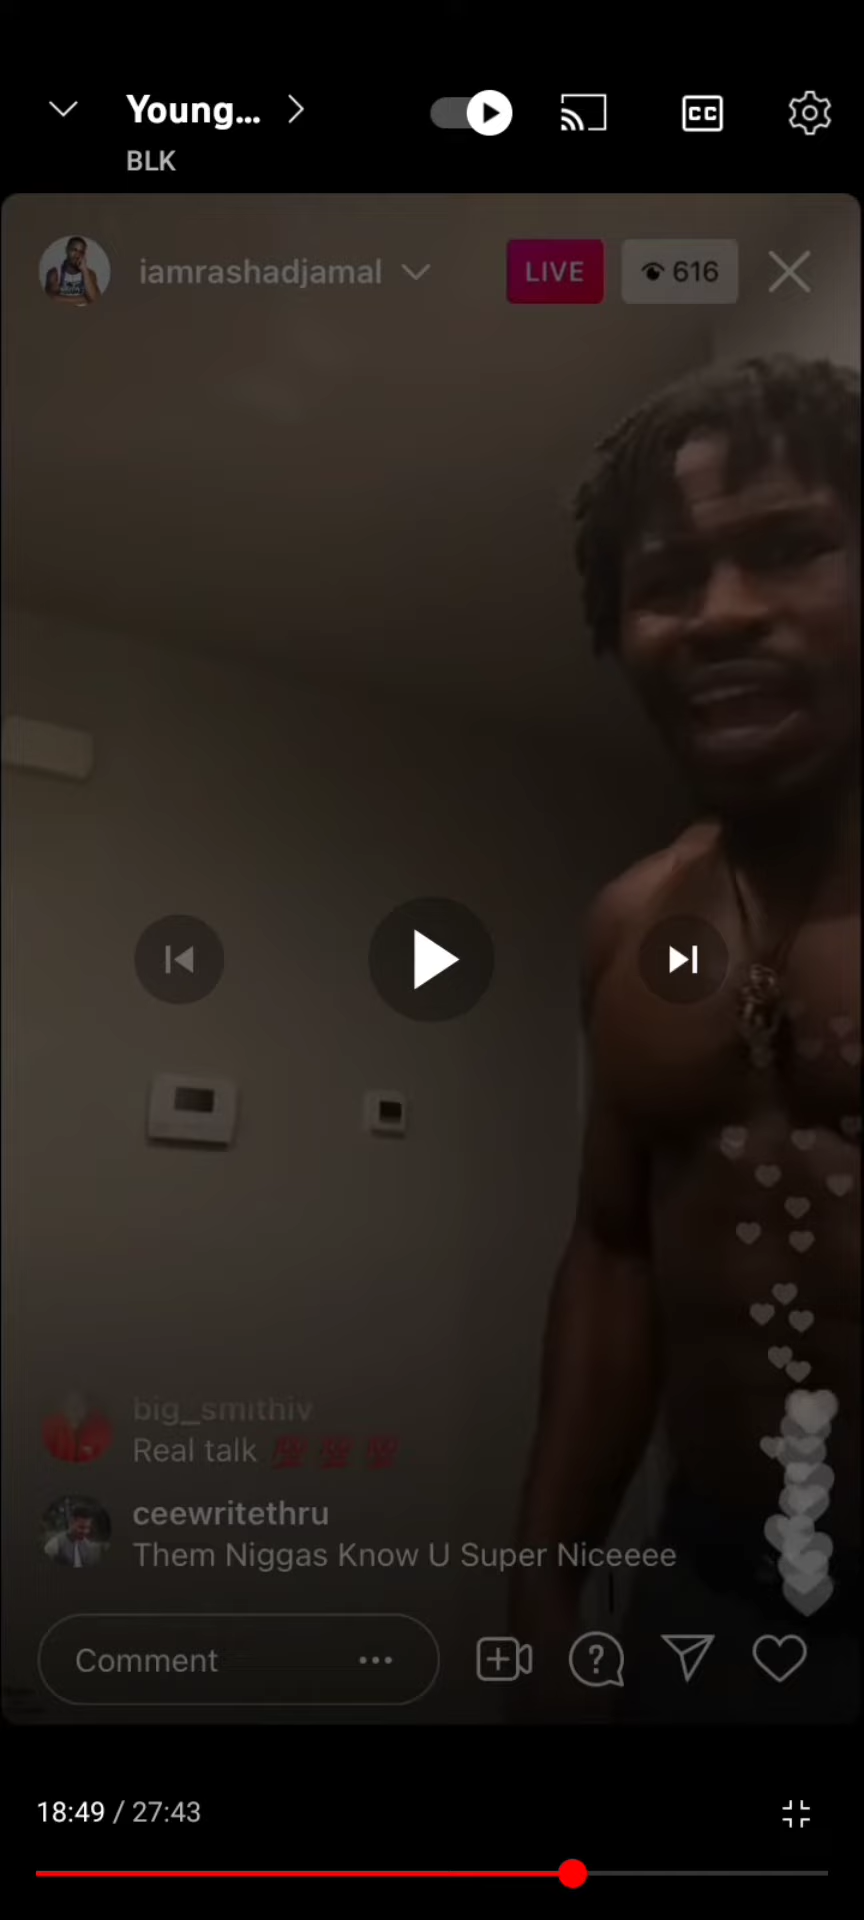 Young...
BLK
CC
iamrashadjamal
LIVE
616
big_smithiv
Real talk 💯 💯 💯
ceewritethru
Them Niggas Know U Super Niceeee
Comment
18:49 / 27:43